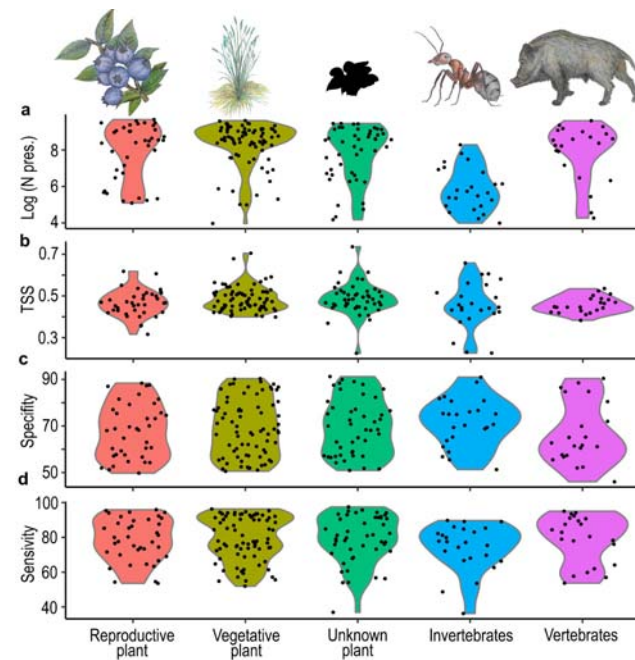 a
Log (N pres.)
8
6
4
b
TSS
0.7
0.5
0.3
c
Specifity
90
70
50
d
Sensivity
100
80
60
40
Reproductive
plant
Vegetative
plant
Unknown
plant
Invertebrates
Vertebrates